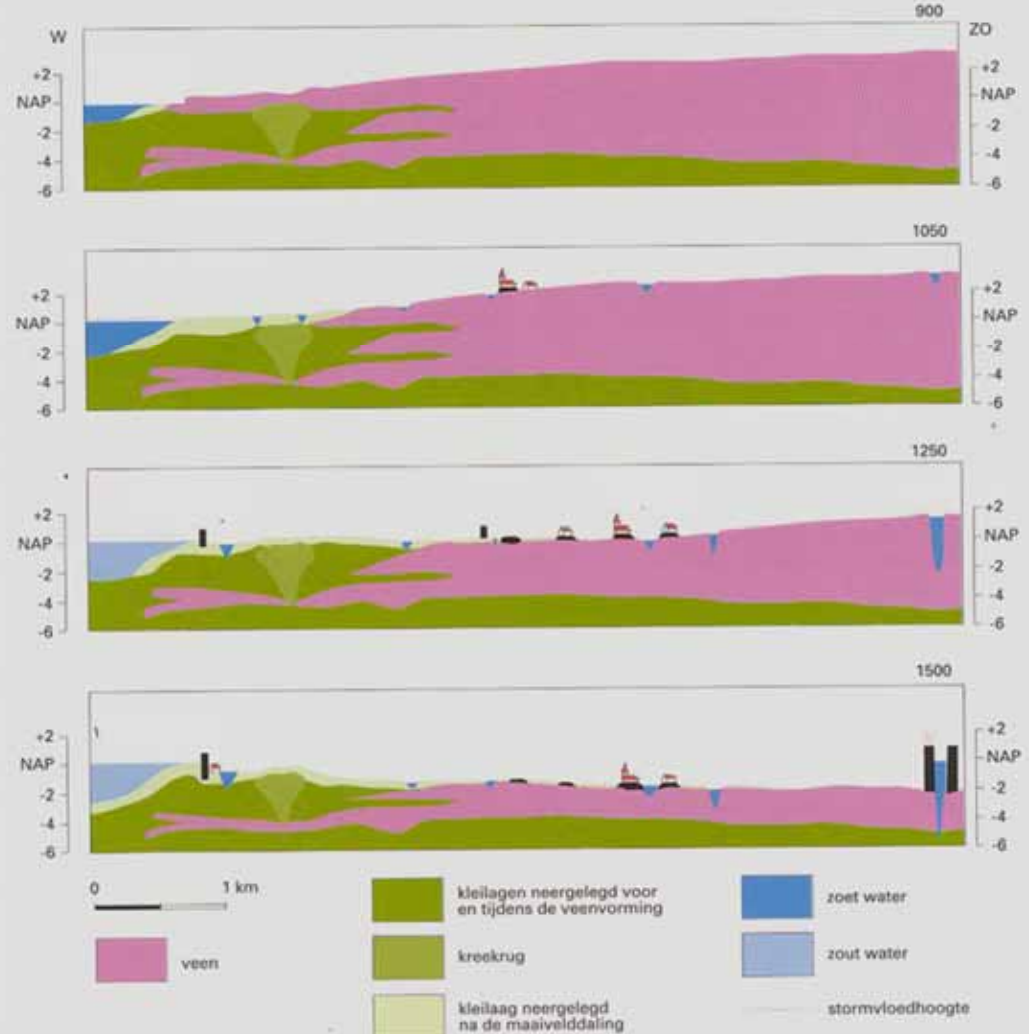 900
W
ZO
+2
NAP
-2
-4
-6
+2
NAP
-2
-4
-6
1050
+2
NAP
-2
-4
-6
+2
NAP
-2
-4
-6
1250
+2
NAP
-2
-4
-6
+2
NAP
-2
-4
-6
1500
+2
NAP
-2
-4
-6
+2
NAP
-2
-4
-6
0 1 km
veen
kleilagen neergelegd voor
en tijdens de veenvorming
kreekrug
kleilaag neergelegd
na de maaivelddaling
zoet water
zout water
stormvloedhoogte